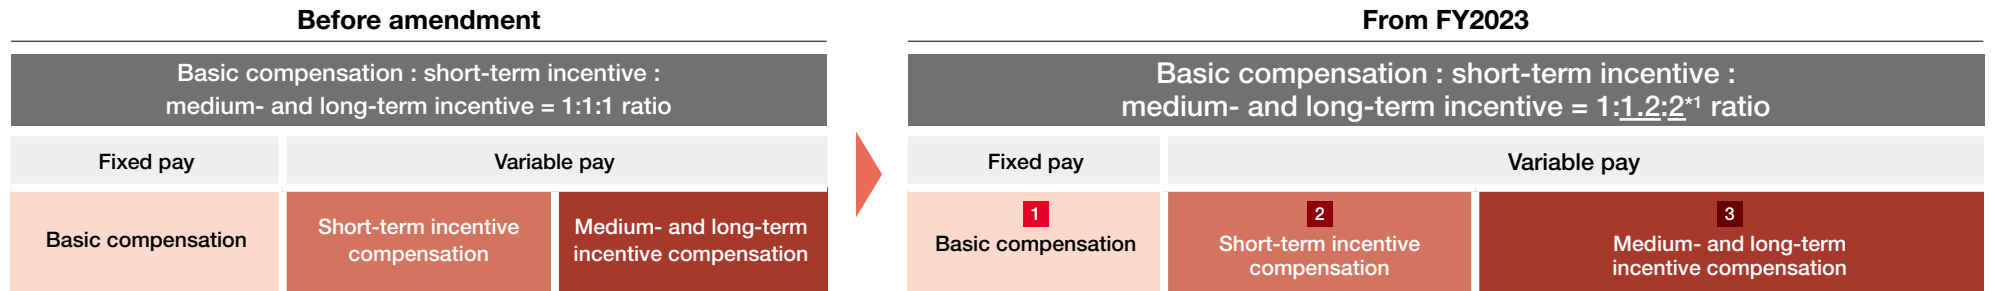 Before amendment
Basic compensation : short-term incentive :
medium- and long-term incentive = 1:1:1 ratio
Fixed pay
Variable pay
Basic compensation
Short-term incentive
compensation
Medium- and long-term
incentive compensation
From FY2023
Basic compensation : short-term incentive :
medium- and long-term incentive = 1:1.2:2*1 ratio
Fixed pay
Variable pay
1
Basic compensation
2
Short-term incentive
compensation
3
Medium- and long-term
incentive compensation